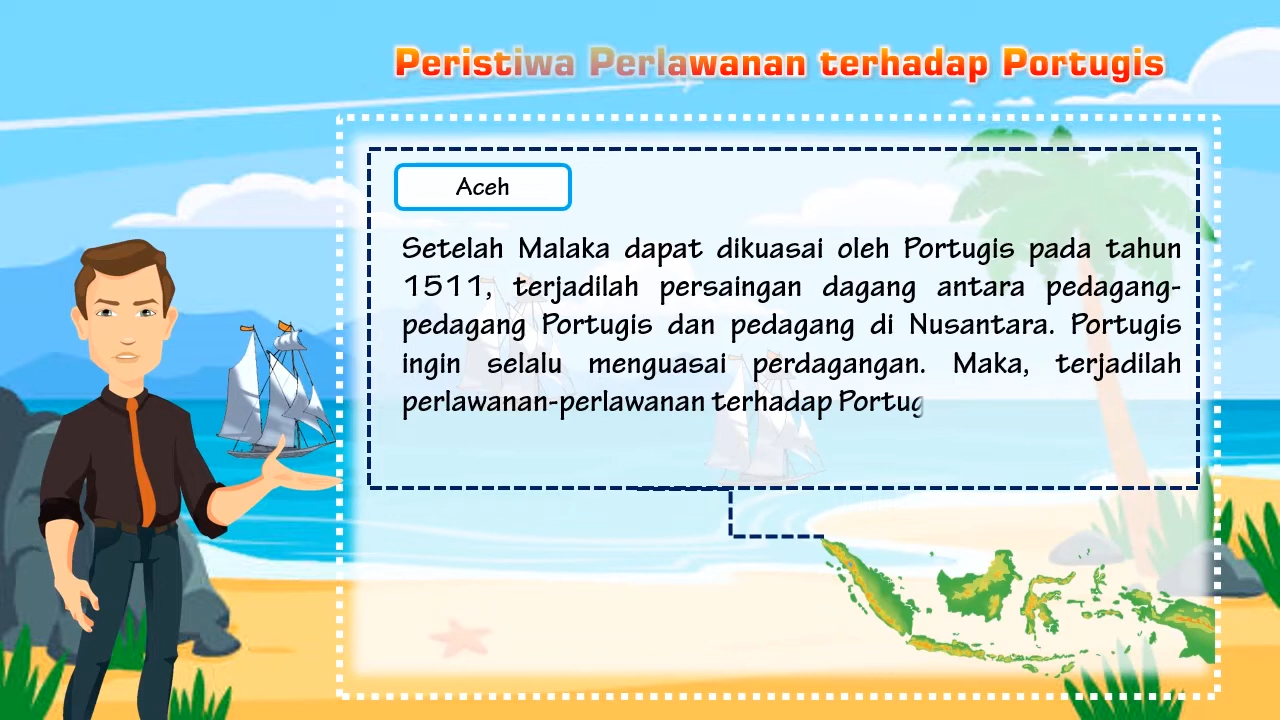 Peristiwa Perlawanan terhadap Portugis
Aceh
Setelah Malaka dapat dikuasai oleh Portugis pada tahun
1511, terjadilah persaingan dagang antara pedagang-
pedagang Portugis dan pedagang di Nusantara. Portugis
ingin selalu menguasai perdagangan. Maka, terjadilah
perlawanan-perlawanan terhadap Portug